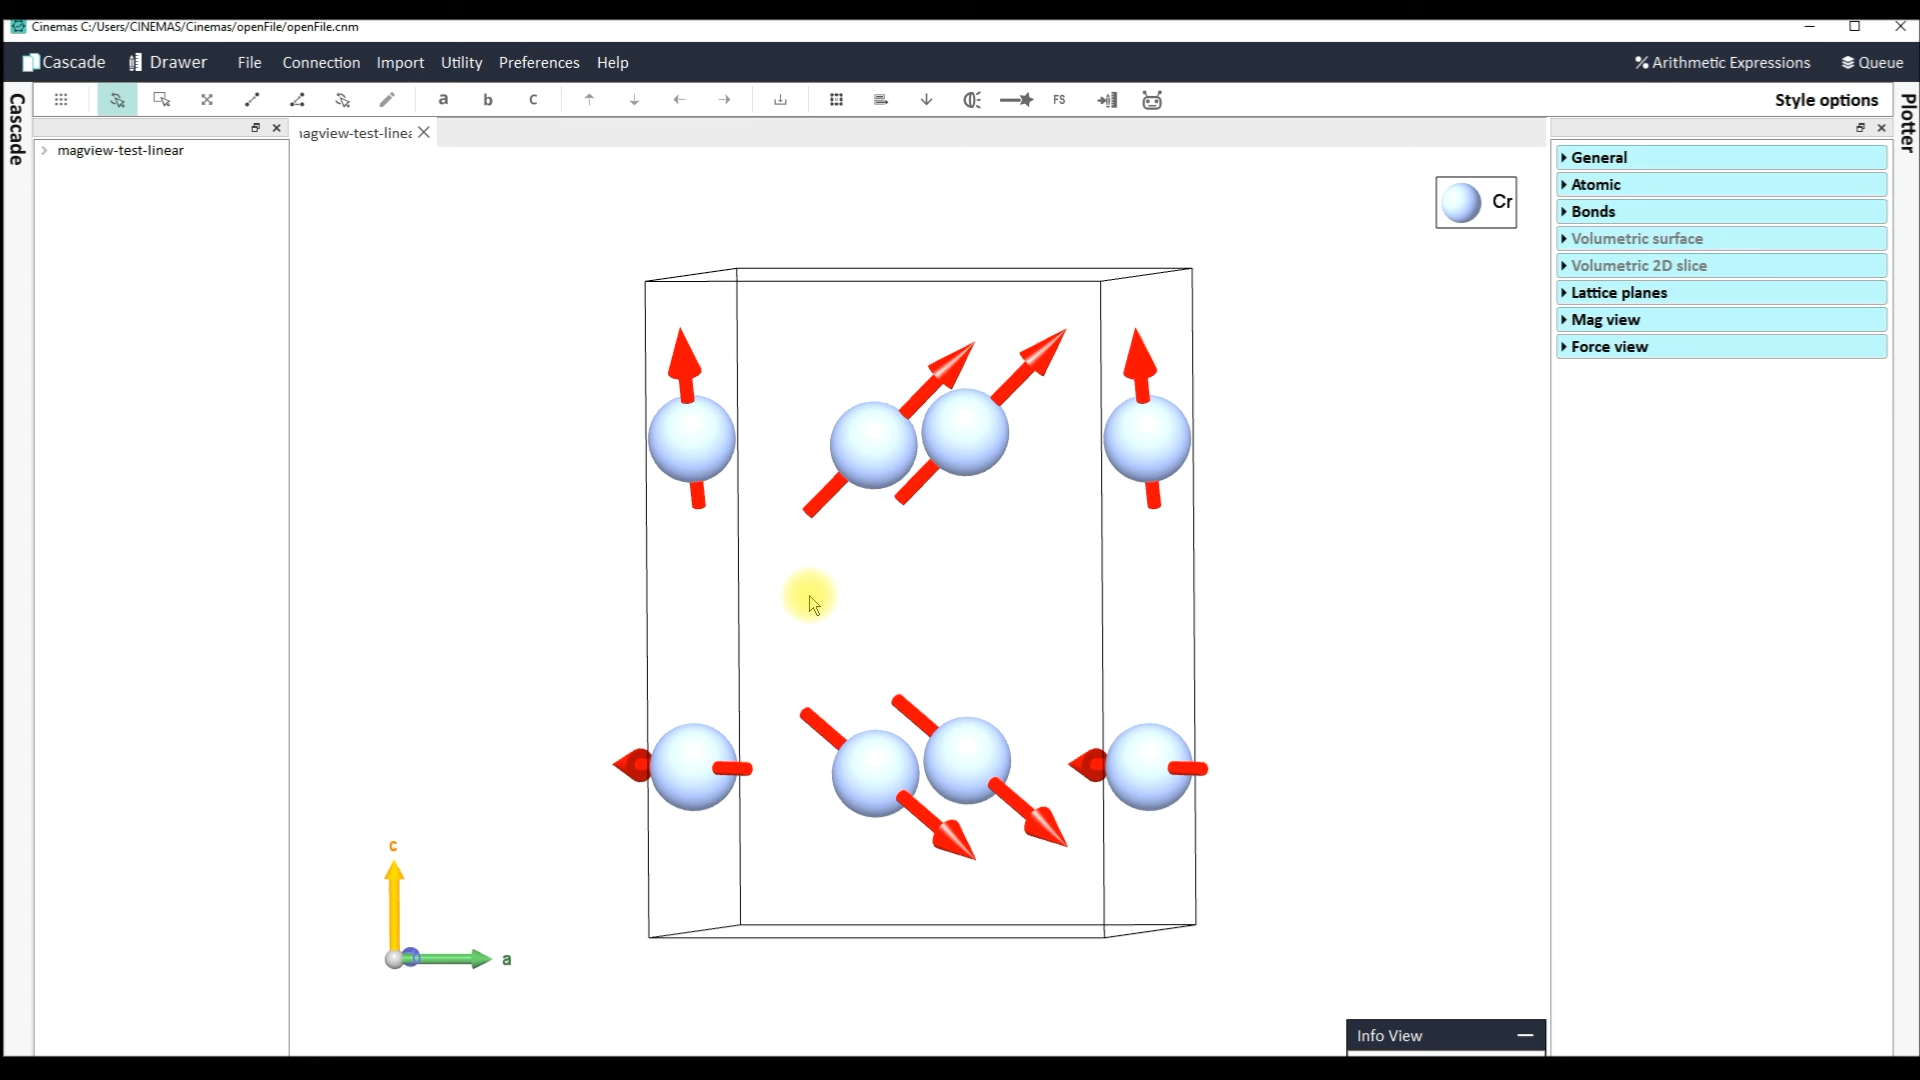 Cinemas C:/Users/CINEMAS/Cinemas/openFile/openFile.cnm
Cascade Drawer File Connection Import Utility Preferences Help Arithmetic Expressions Queue
a b c FS Style options
Cascade
magview-test-linear
agview-test-linea
Cr
General
Atomic
Bonds
Volumetric surface
Volumetric 2D slice
Lattice planes
Mag view
Force view
Plotter
c
a
Info View